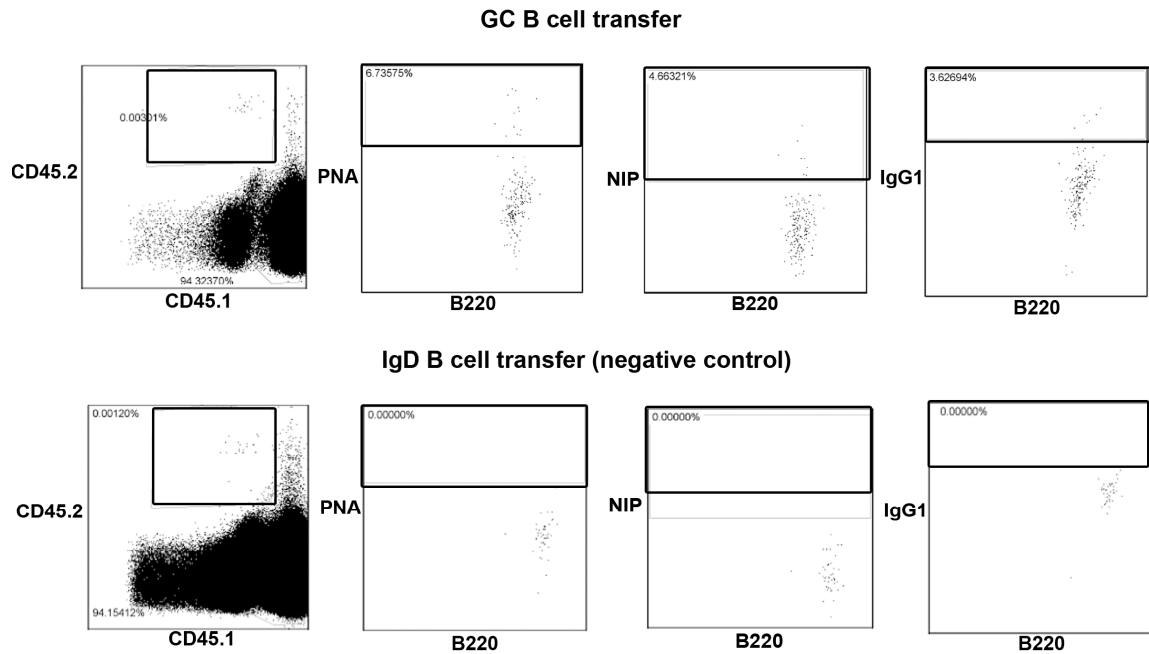 GC B cell transfer
0.00301%
CD45.2
94.32370%
CD45.1
6.73575%
PNA
B220
4.66321%
NIP
B220
3.62694%
IgG1
B220
IgD B cell transfer (negative control)
0.00120%
CD45.2
94.15412%
CD45.1
0.00000%
PNA
B220
0.00000%
NIP
B220
0.00000%
IgG1
B220